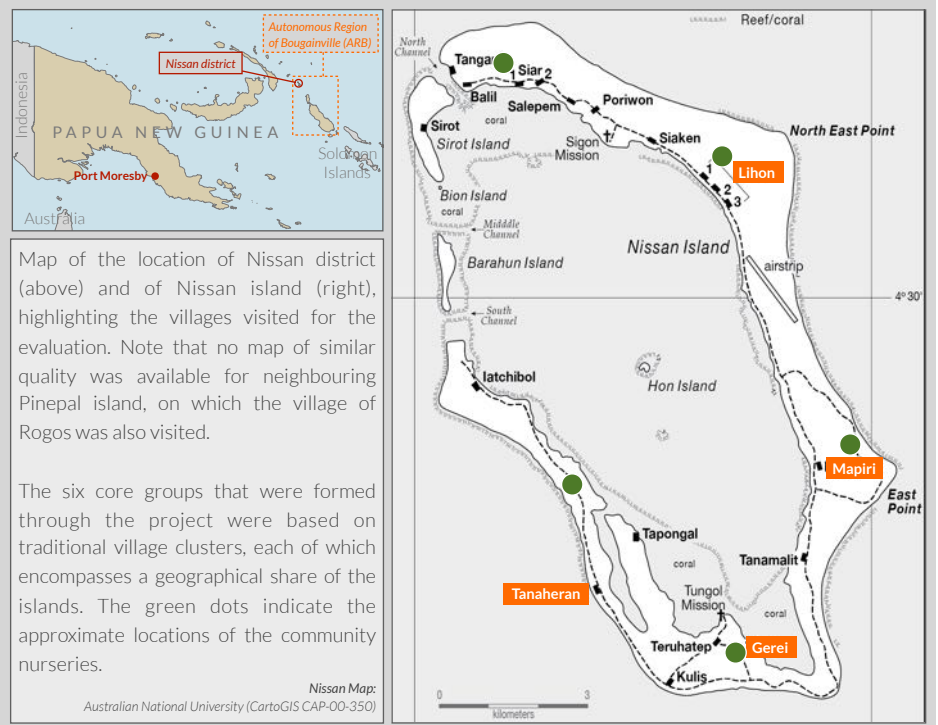 Autonomous Region
of Bougainville (ARB)
Nissan district
Indonesia
PAPUA NEW GUINEA
Solomon
Islands
Port Moresby
Australia
Map of the location of Nissan district
(above) and of Nissan island (right),
highlighting the villages visited for the
evaluation. Note that no map of similar
quality was available for neighbouring
Pinepal island, on which the village of
Rogos was also visited.
The six core groups that were formed
through the project were based on
traditional village clusters, each of which
encompasses a geographical share of the
islands. The green dots indicate the
approximate locations of the community
nurseries.
Nissan Map:
Australian National University (CartoGIS CAP-00-350)
Reef/coral
North
Channel
1 Siar 2
Balil
Salepem
Poriwon
coral
Sirot
Sirot Island
Sigon
Mission
Siaken
North East Point
Lihon
1
2
3
Bion Island
coral
Midddle
Channel
Nissan Island
Barahun Island
airstrip
4° 30'
South
Channel
Iatchibol
Hon Island
Mapiri
East
Point
Tapongal
Tanamalit
coral
Tanaheran
Tungol
Mission
coral
Teruhatep
Gerei
Kulis
0
3
kilometers